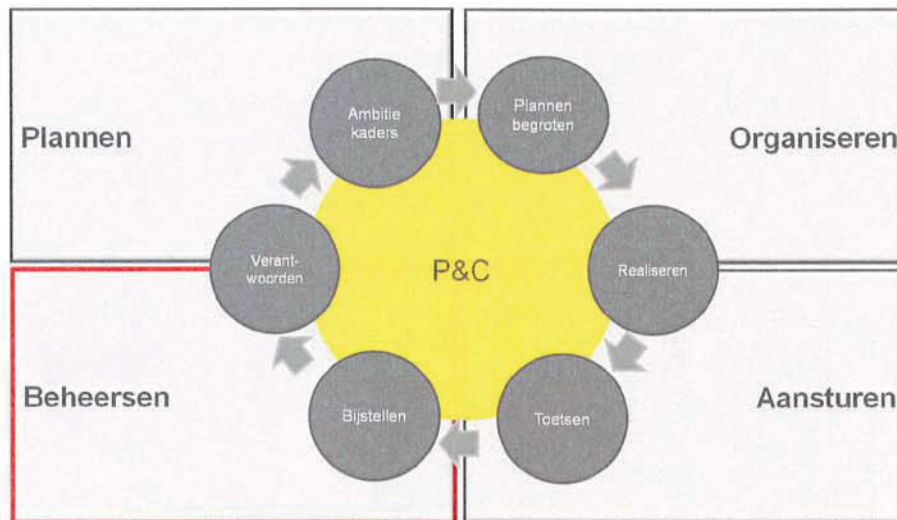 Plannen
Ambitie
kaders
Plannen
begroten
Organiseren
Verant-
woorden
P&C
Realiseren
Beheersen
Bijstellen
Toetsen
Aansturen